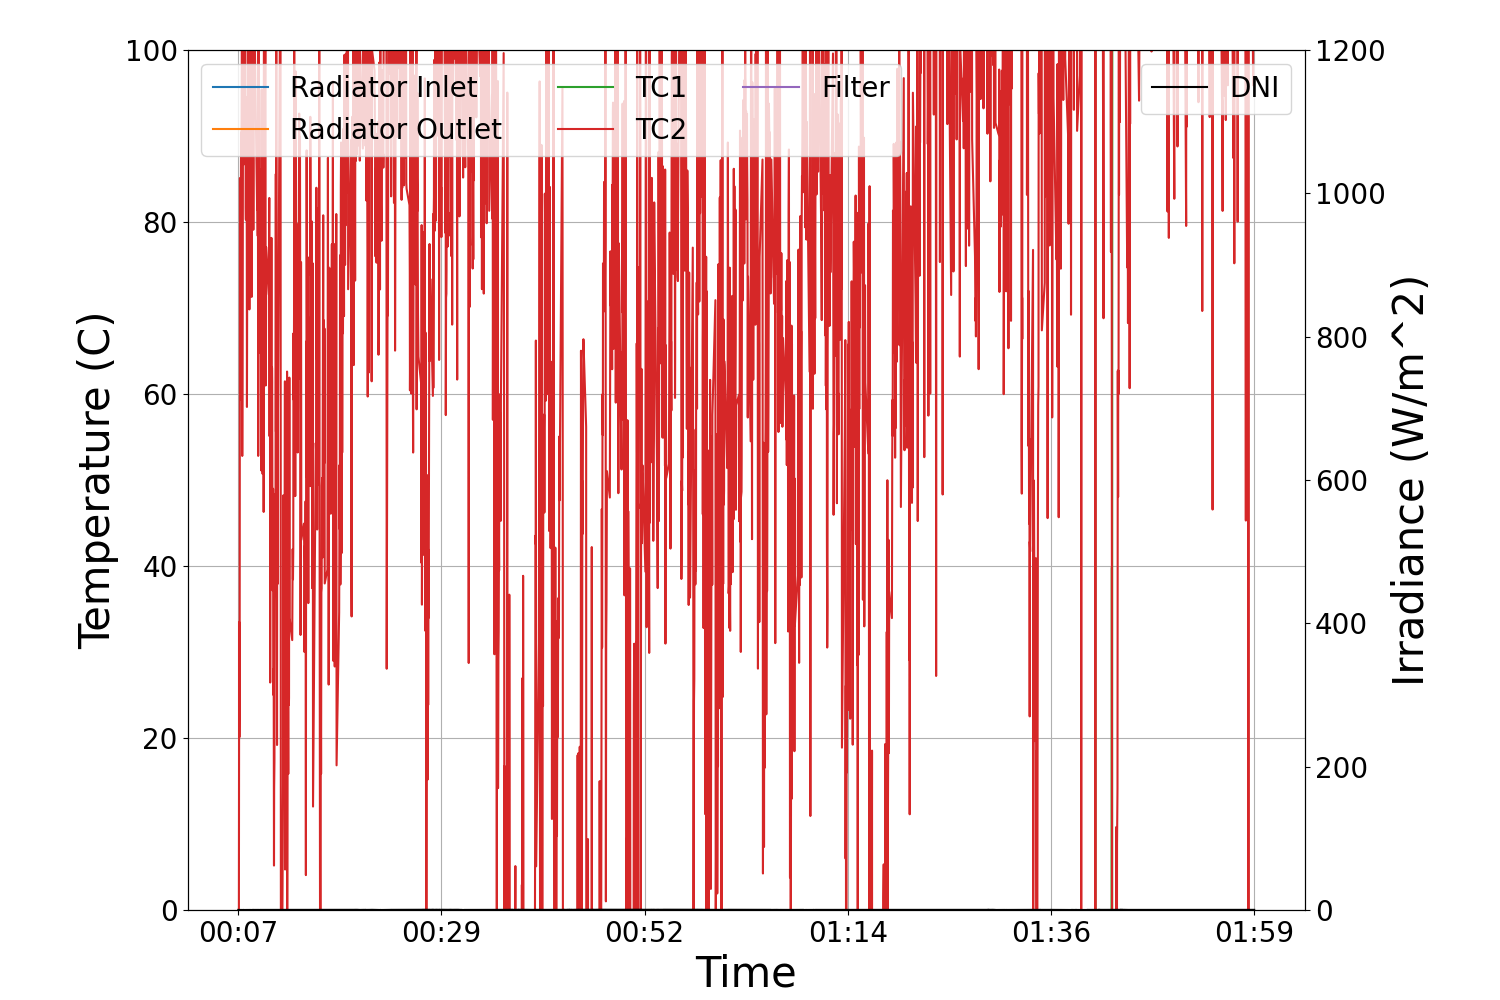 Radiator Inlet
Radiator Outlet
TC1
TC2
Filter
DNI
100
80
60
40
20
0
Temperature (C)
1200
1000
800
600
400
200
0
Irradiance (W/m^2)
00:07 00:29 00:52 01:14 01:36 01:59
Time